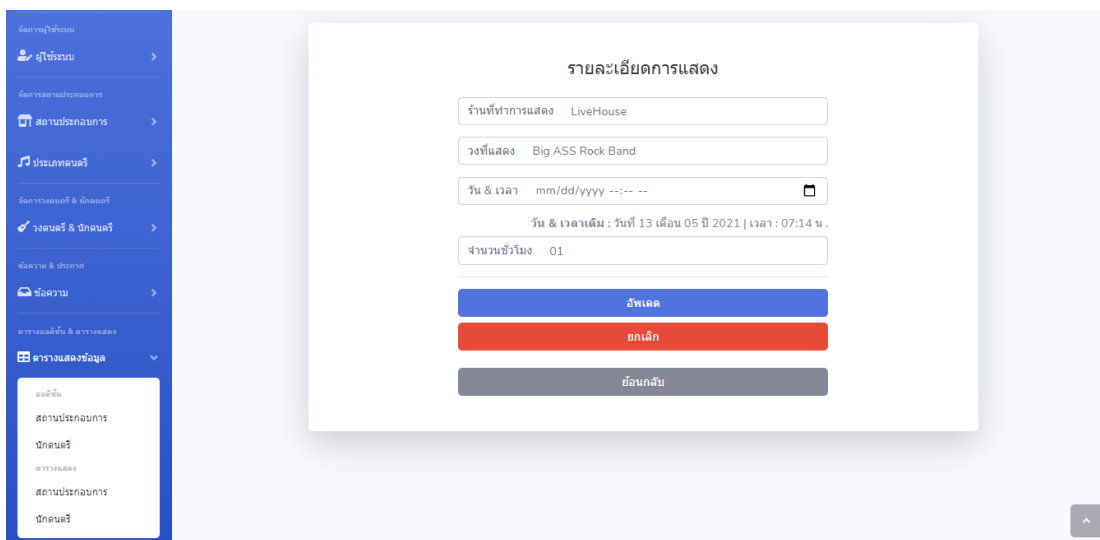 จัดการผู้ใช้ระบบ
ผู้ใช้ระบบ
จัดการสถานประกอบการ
สถานประกอบการ
ประเภทดนตรี
จัดการวงดนตรี & นักดนตรี
วงดนตรี & นักดนตรี
ข้อความ & ประกาศ
ข้อความ
ตารางออดิชั่น & ตารางแสดง
ตารางแสดงข้อมูล
ออดิชั่น
สถานประกอบการ
นักดนตรี
ตารางแสดง
สถานประกอบการ
นักดนตรี
รายละเอียดการแสดง
ร้านที่ทำการแสดง LiveHouse
วงที่แสดง Big ASS Rock Band
วัน & เวลา mm/dd/yyyy --:-- --
วัน & เวลาเดิม : วันที่ 13 เดือน 05 ปี 2021 | เวลา : 07:14 น .
จำนวนชั่วโมง 01
อัพเดต
ยกเลิก
ย้อนกลับ